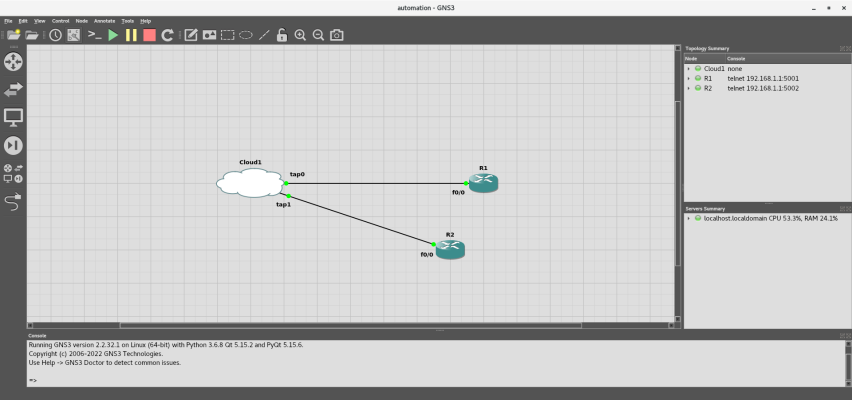 automation - GNS3
File Edit View Control Node Annotate Tools Help
Topology Summary
Node Console
Cloud1 none
R1 telnet 192.168.1.1:5001
R2 telnet 192.168.1.1:5002
Cloud1
tap0
R1
f0/0
tap1
R2
f0/0
Servers Summary
localhost.localdomain CPU 53.3%, RAM 24.1%
Console
Running GNS3 version 2.2.32.1 on Linux (64-bit) with Python 3.6.8 Qt 5.15.2 and PyQt 5.15.6.
Copyright (c) 2006-2022 GNS3 Technologies.
Use Help -> GNS3 Doctor to detect common issues.
=>